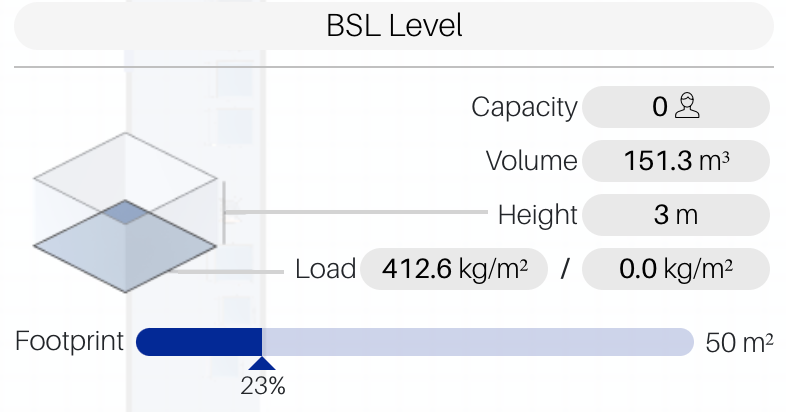 BSL Level
Capacity 0
Volume 151.3 m³
Height 3 m
Load 412.6 kg/m² / 0.0 kg/m²
Footprint 50 m²
23%